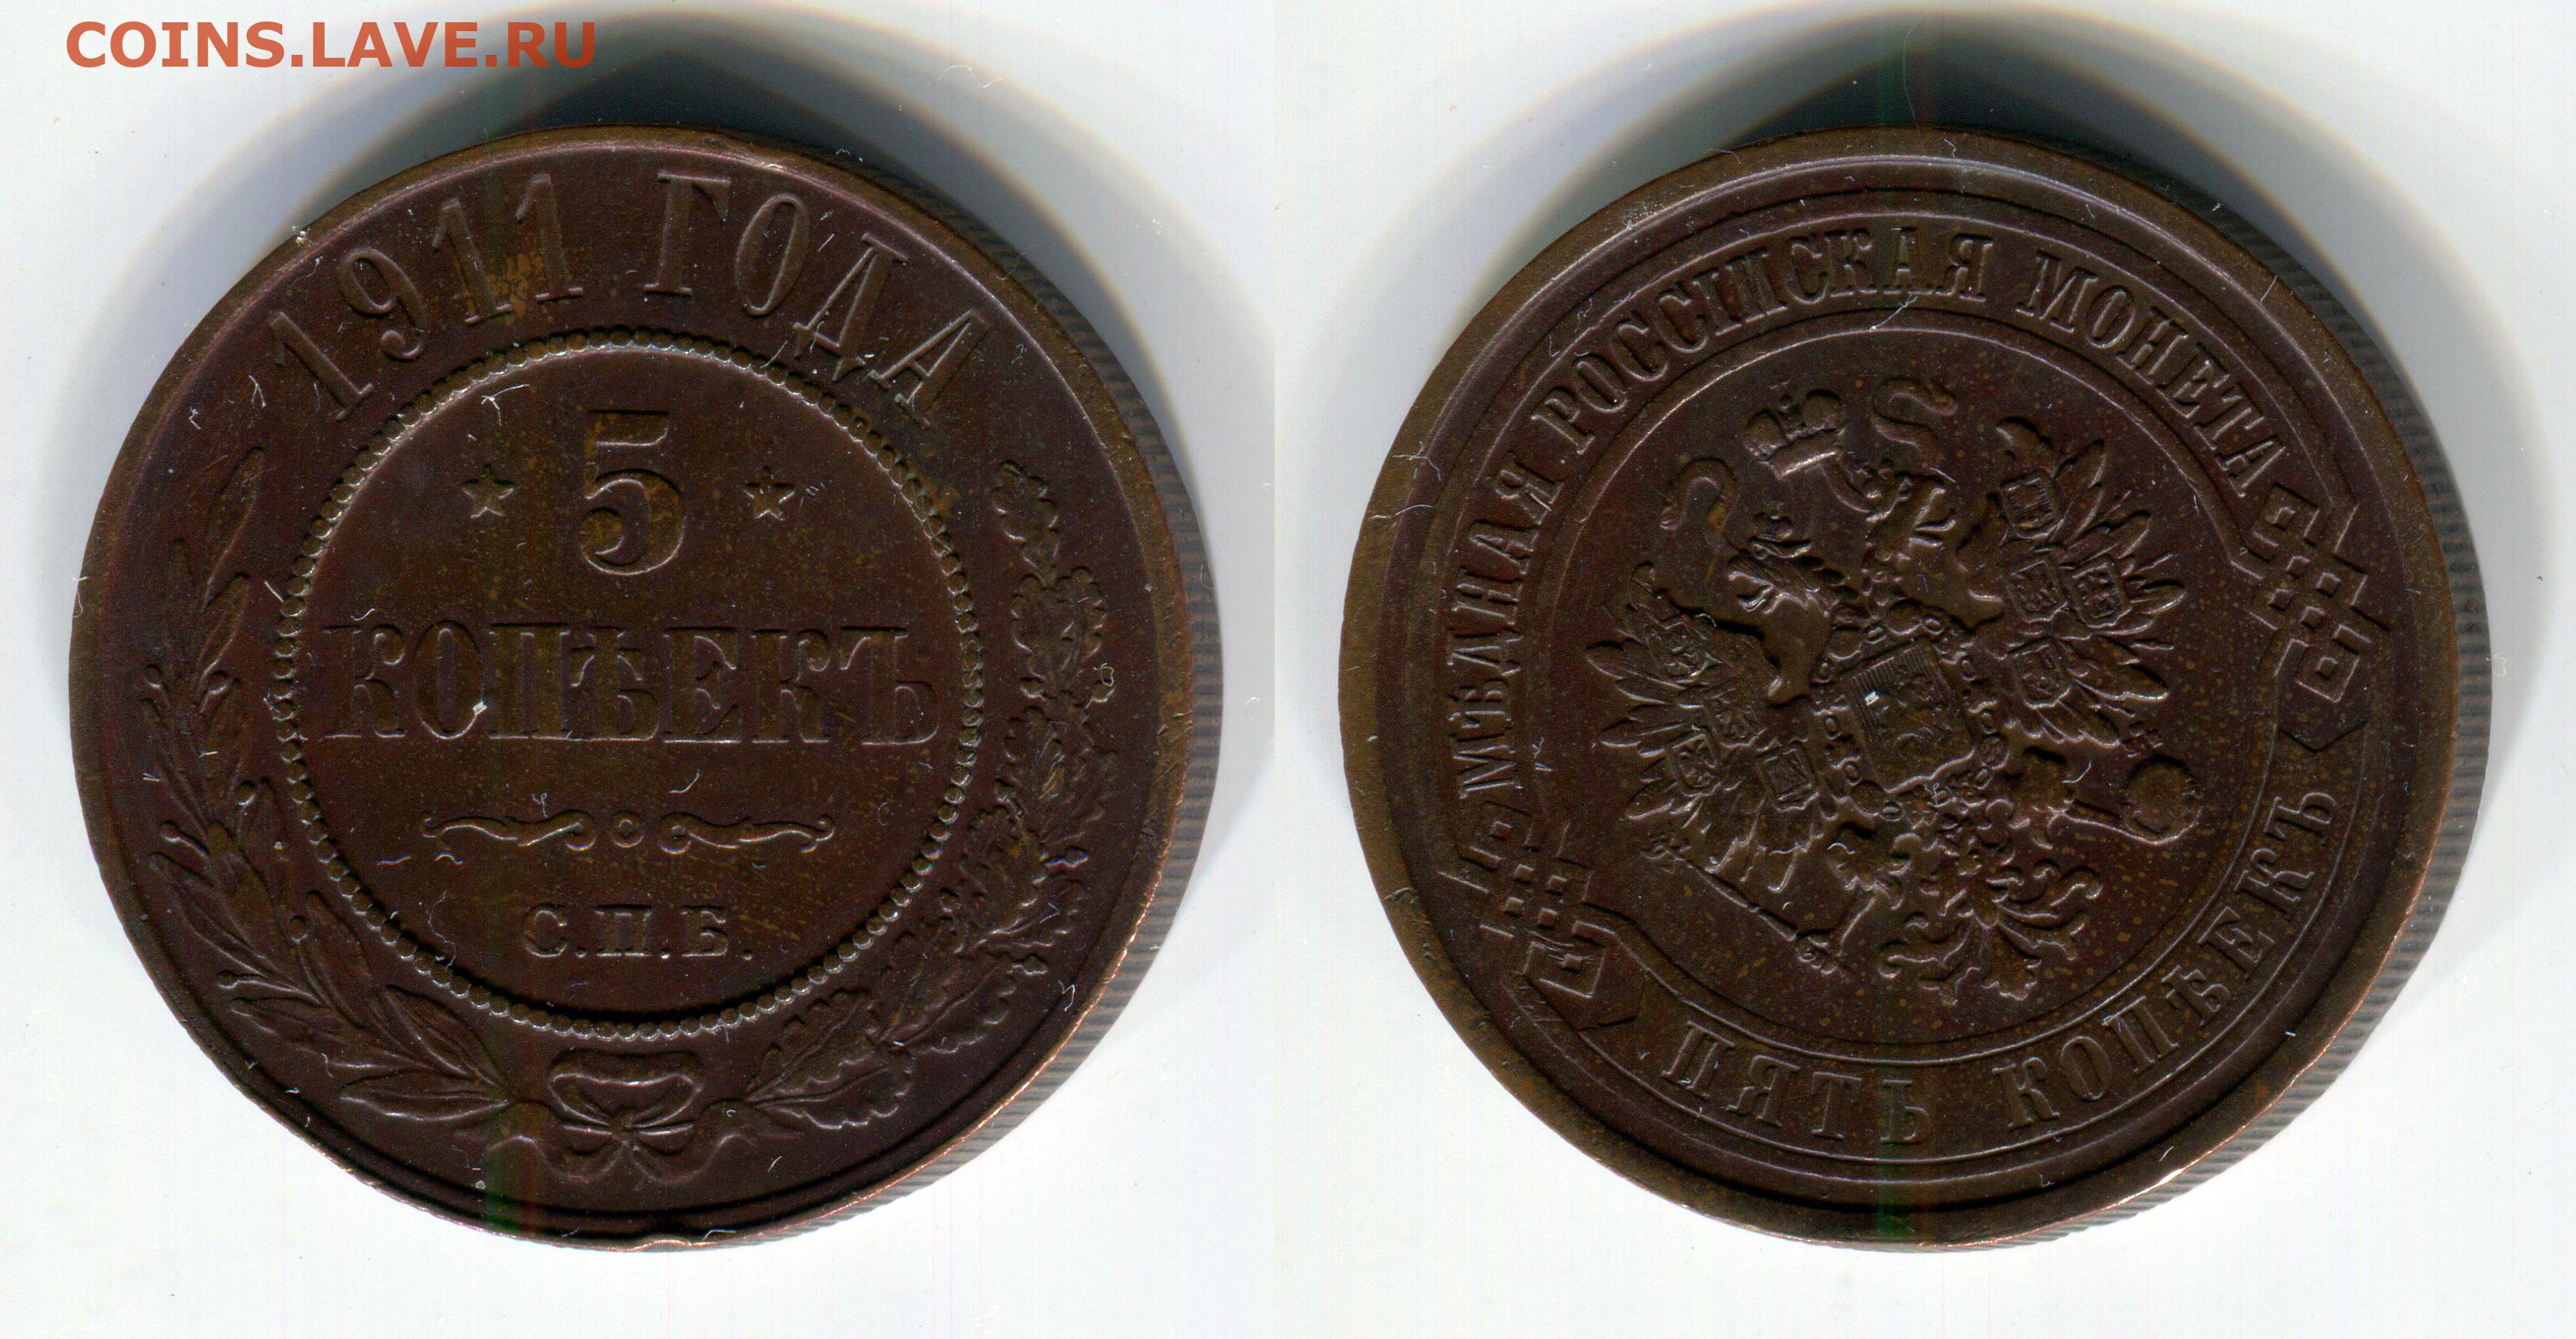 COINS.LAVE.RU
1911 ГОДА
5
КОПѢЕКЪ
С.П.Б.
МѢДНАЯ РОССІЙСКАЯ МОНЕТА
ПЯТЬ КОПѢЕКЪ